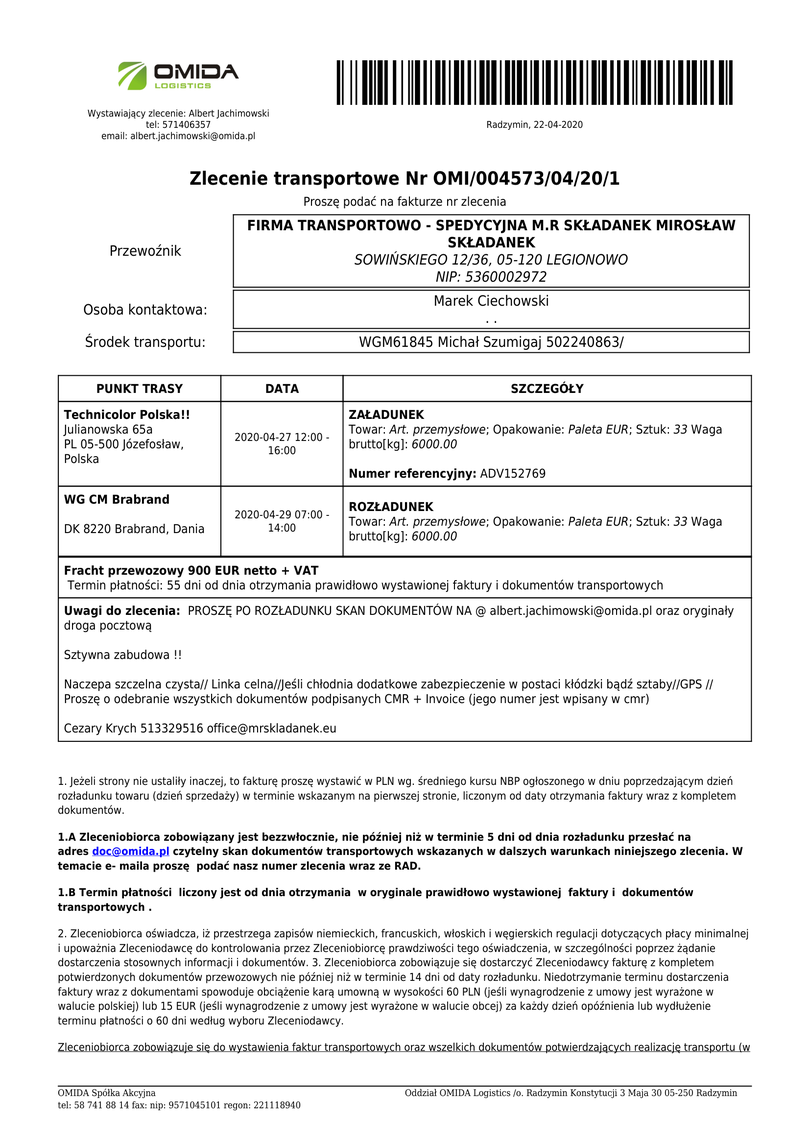 OMIDA
LOGISTICS
Wystawiający zlecenie: Albert Jachimowski
tel: 571406357
email: albert.jachimowski@omida.pl
Radzymin, 22-04-2020
Zlecenie transportowe Nr OMI/004573/04/20/1
Proszę podać na fakturze nr zlecenia
Przewoźnik
FIRMA TRANSPORTOWO - SPEDYCYJNA M.R SKŁADANEK MIROSŁAW
SKŁADANEK
SOWIŃSKIEGO 12/36, 05-120 LEGIONOWO
NIP: 5360002972
Osoba kontaktowa:
Marek Ciechowski
. .
Środek transportu:
WGM61845 Michał Szumigaj 502240863/
PUNKT TRASY
DATA
SZCZEGÓŁY
Technicolor Polska!!
Julianowska 65a
PL 05-500 Józefosław,
Polska
2020-04-27 12:00 -
16:00
ZAŁADUNEK
Towar: Art. przemysłowe; Opakowanie: Paleta EUR; Sztuk: 33 Waga
brutto[kg]: 6000.00
Numer referencyjny: ADV152769
WG CM Brabrand
DK 8220 Brabrand, Dania
2020-04-29 07:00 -
14:00
ROZŁADUNEK
Towar: Art. przemysłowe; Opakowanie: Paleta EUR; Sztuk: 33 Waga
brutto[kg]: 6000.00
Fracht przewozowy 900 EUR netto + VAT
Termin płatności: 55 dni od dnia otrzymania prawidłowo wystawionej faktury i dokumentów transportowych
Uwagi do zlecenia: PROSZĘ PO ROZŁADUNKU SKAN DOKUMENTÓW NA @ albert.jachimowski@omida.pl oraz oryginały
droga pocztową
Sztywna zabudowa !!
Naczepa szczelna czysta// Linka celna//Jeśli chłodnia dodatkowe zabezpieczenie w postaci kłódzki bądź sztaby//GPS //
Proszę o odebranie wszystkich dokumentów podpisanych CMR + Invoice (jego numer jest wpisany w cmr)
Cezary Krych 513329516 office@mrskladanek.eu
1. Jeżeli strony nie ustaliły inaczej, to fakturę proszę wystawić w PLN wg. średniego kursu NBP ogłoszonego w dniu poprzedzającym dzień
rozładunku towaru (dzień sprzedaży) w terminie wskazanym na pierwszej stronie, liczonym od daty otrzymania faktury wraz z kompletem
dokumentów.
1.A Zleceniobiorca zobowiązany jest bezzwłocznie, nie później niż w terminie 5 dni od dnia rozładunku przesłać na
adres doc@omida.pl czytelny skan dokumentów transportowych wskazanych w dalszych warunkach niniejszego zlecenia. W
temacie e- maila proszę podać nasz numer zlecenia wraz ze RAD.
1.B Termin płatności liczony jest od dnia otrzymania w oryginale prawidłowo wystawionej faktury i dokumentów
transportowych .
2. Zleceniobiorca oświadcza, iż przestrzega zapisów niemieckich, francuskich, włoskich i węgierskich regulacji dotyczących płacy minimalnej
i upoważnia Zleceniodawcę do kontrolowania przez Zleceniobiorcę prawdziwości tego oświadczenia, w szczególności poprzez żądanie
dostarczenia stosownych informacji i dokumentów. 3. Zleceniobiorca zobowiązuje się dostarczyć Zleceniodawcy fakturę z kompletem
potwierdzonych dokumentów przewozowych nie później niż w terminie 14 dni od daty rozładunku. Niedotrzymanie terminu dostarczenia
faktury wraz z dokumentami spowoduje obciążenie karą umowną w wysokości 60 PLN (jeśli wynagrodzenie z umowy jest wyrażone w
walucie polskiej) lub 15 EUR (jeśli wynagrodzenie z umowy jest wyrażone w walucie obcej) za każdy dzień opóźnienia lub wydłużenie
terminu płatności o 60 dni według wyboru Zleceniodawcy.
Zleceniobiorca zobowiązuje się do wystawienia faktur transportowych oraz wszelkich dokumentów potwierdzających realizację transportu (w
OMIDA Spółka Akcyjna
tel: 58 741 88 14 fax: nip: 9571045101 regon: 221118940
Oddział OMIDA Logistics /o. Radzymin Konstytucji 3 Maja 30 05-250 Radzymin